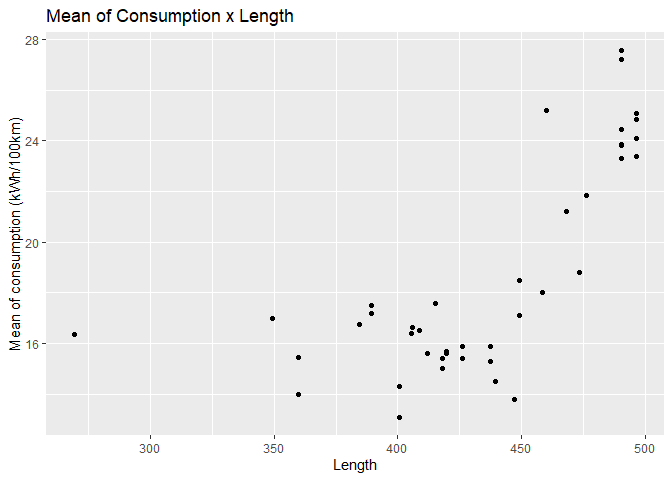 Mean of Consumption x Length
28
24
20
16
Mean of consumption (kWh/100km)
300 350 400 450 500
Length